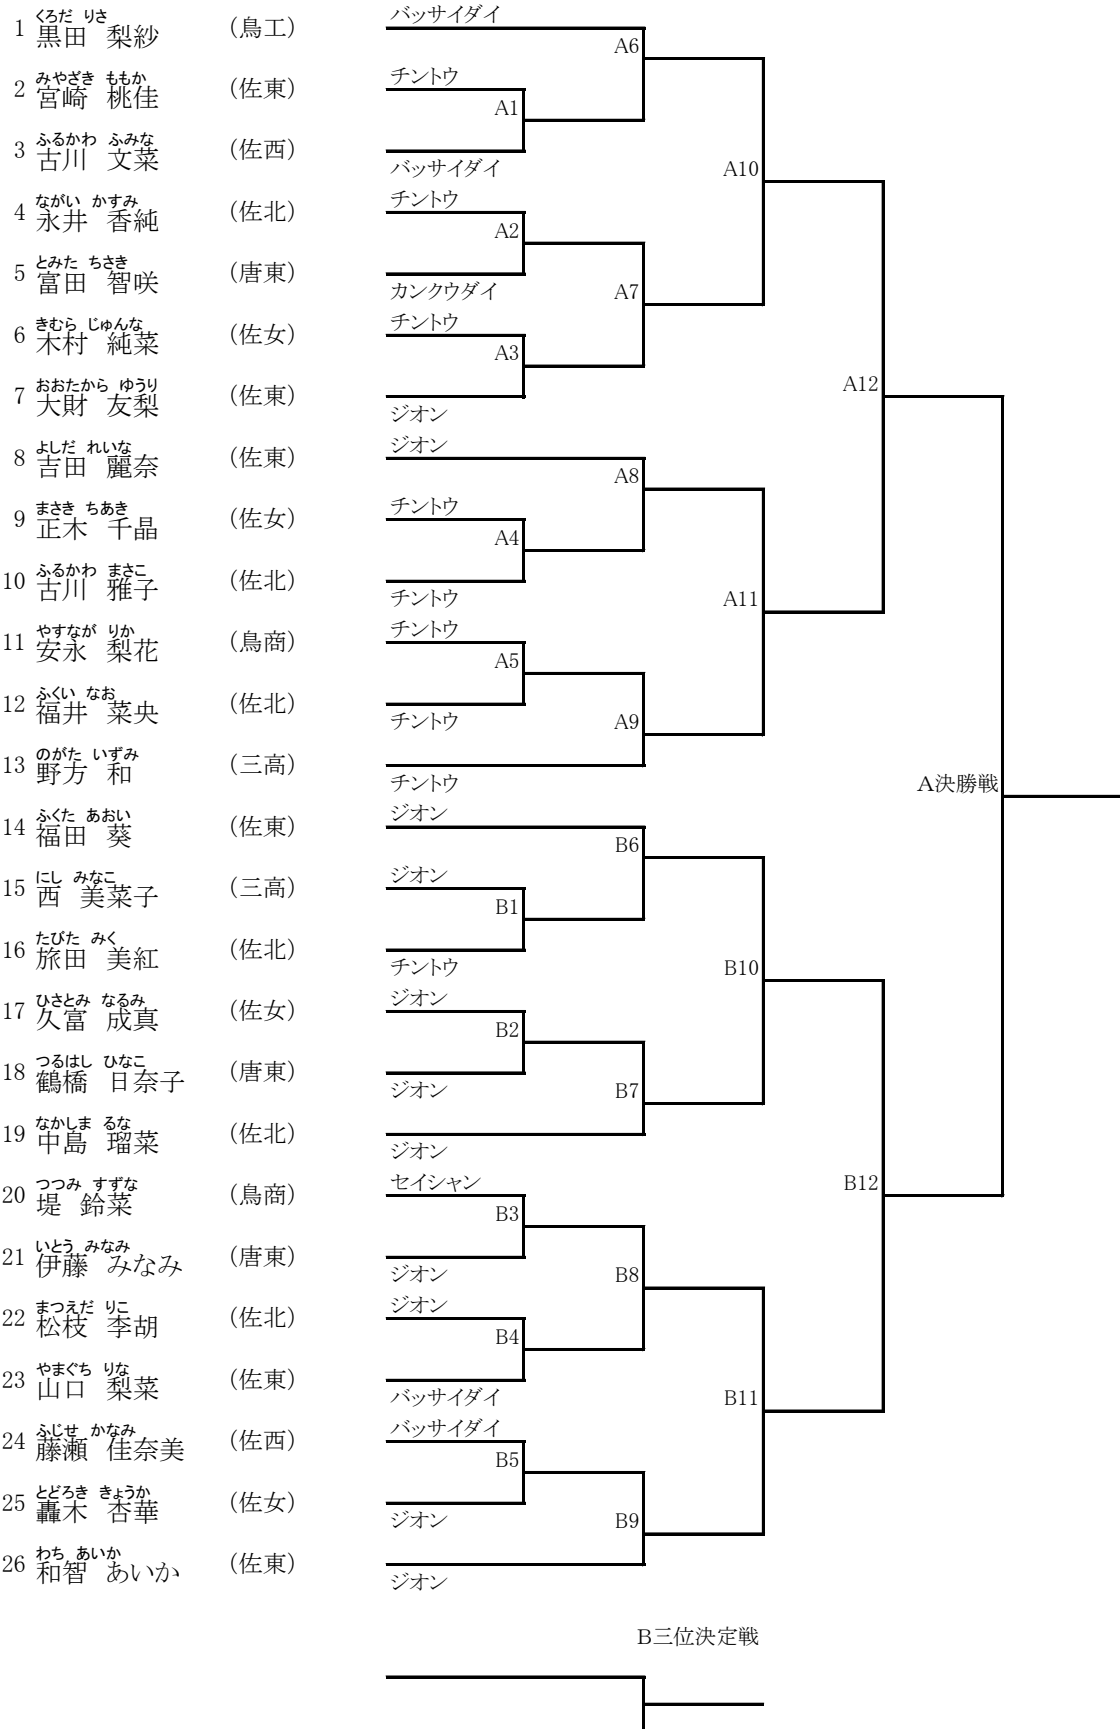 くろだ りさ
1 黒田 梨紗 (鳥工) バッサイダイ
A6
みやざき ももか
2 宮崎 桃佳 (佐東) チントウ
A1
ふるかわ ふみな
3 古川 文菜 (佐西) バッサイダイ
A10
ながい かすみ
4 永井 香純 (佐北) チントウ
A2
とみた ちさき
5 富田 智咲 (唐東) カンクウダイ
A7
きむら じゅんな
6 木村 純菜 (佐女) チントウ
A3
おおたから ゆうり
7 大財 友梨 (佐東) ジオン
A12
よしだ れいな
8 吉田 麗奈 (佐東) ジオン
A8
まさき ちあき
9 正木 千晶 (佐女) チントウ
A4
ふるかわ まさこ
10 古川 雅子 (佐北) チントウ
A11
やすなが りか
11 安永 梨花 (鳥商) チントウ
A5
ふくい なお
12 福井 菜央 (佐北) チントウ
A9
のがた いずみ
13 野方 和 (三高) チントウ
A決勝戦
ふくた あおい
14 福田 葵 (佐東) ジオン
B6
にし みなこ
15 西 美菜子 (三高) ジオン
B1
たびた みく
16 旅田 美紅 (佐北) チントウ
B10
ひさとみ なるみ
17 久富 成真 (佐女) ジオン
B2
つるはし ひなこ
18 鶴橋 日奈子 (唐東) ジオン
B7
なかしま るな
19 中島 瑠菜 (佐北) ジオン
つつみ すずな
20 堤 鈴菜 (鳥商) セイシャン
B12
B3
いとう みなみ
21 伊藤 みなみ (唐東) ジオン
B8
まつえだ りこ
22 松枝 李胡 (佐北) ジオン
B4
やまぐち りな
23 山口 梨菜 (佐東) バッサイダイ
B11
ふじせ かなみ
24 藤瀬 佳奈美 (佐西) バッサイダイ
B5
とどろき きょうか
25 轟木 杏華 (佐女) ジオン
B9
わち あいか
26 和智 あいか (佐東) ジオン
B三位決定戦